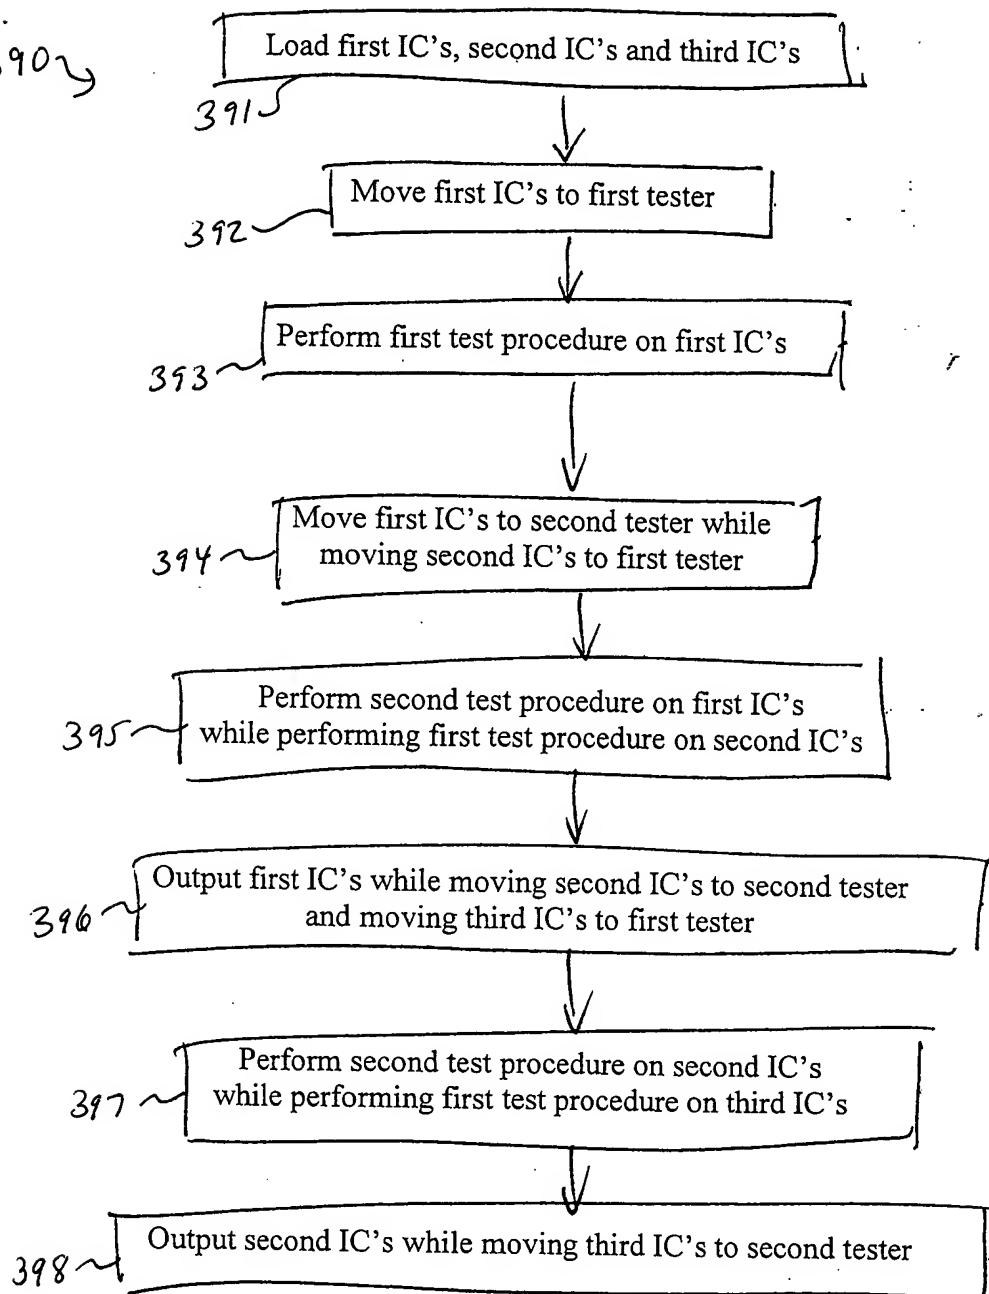 Load first IC's, second IC's and third IC's
391
Move first IC's to first tester
392
Perform first test procedure on first IC's
393
Move first IC's to second tester while
moving second IC's to first tester
394
Perform second test procedure on first IC's
while performing first test procedure on second IC's
395
Output first IC's while moving second IC's to second tester
and moving third IC's to first tester
396
Perform second test procedure on second IC's
while performing first test procedure on third IC's
397
Output second IC's while moving third IC's to second tester
398